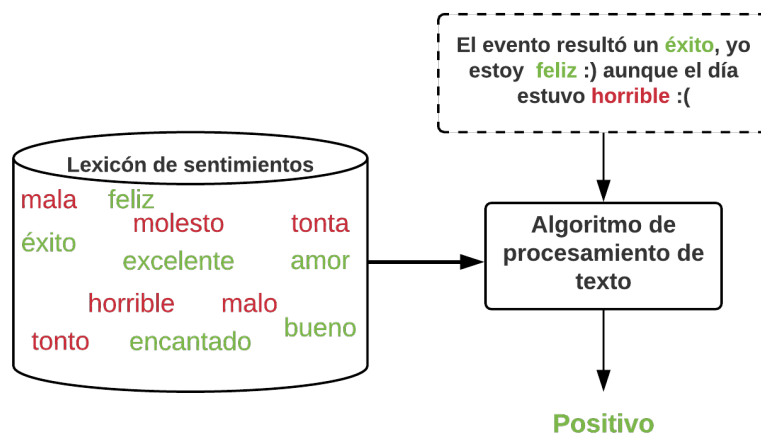 El evento resultó un éxito, yo
estoy feliz :) aunque el día
estuvo horrible :(
Lexicón de sentimientos
mala feliz
molesto tonta
éxito
excelente amor
horrible malo
tonto encantado bueno
Algoritmo de
procesamiento de
texto
Positivo